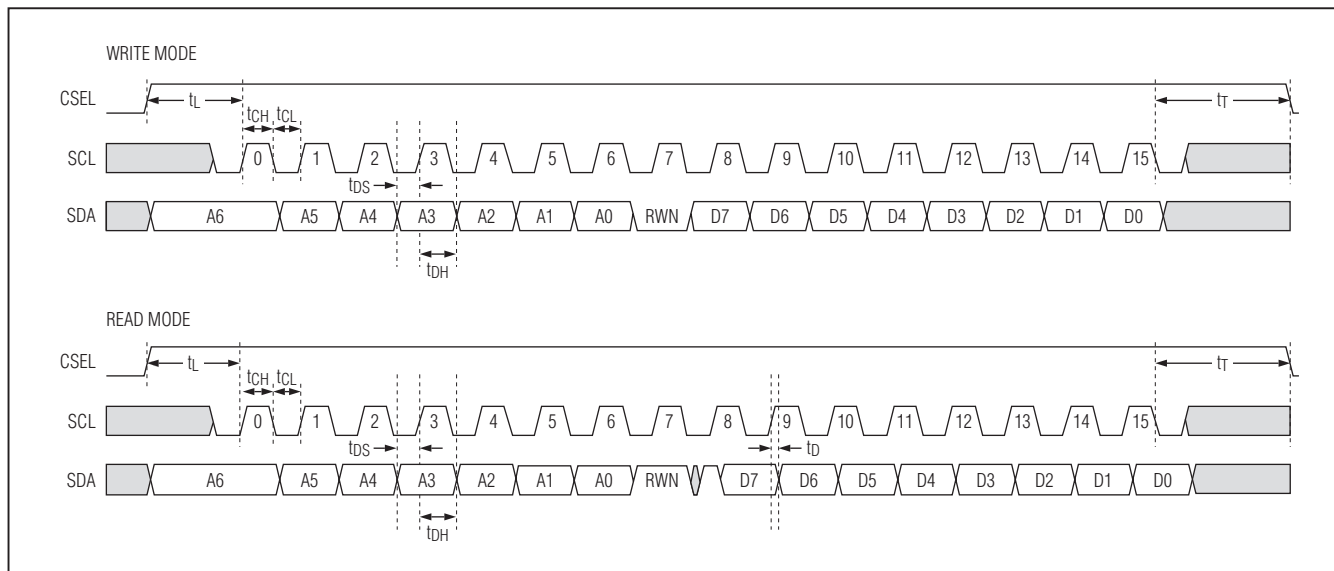 WRITE MODE
CSEL tL tT
tCH tCL
SCL 0 1 2 3 4 5 6 7 8 9 10 11 12 13 14 15
tDS
SDA A6 A5 A4 A3 A2 A1 A0 RWN D7 D6 D5 D4 D3 D2 D1 D0
tDH
READ MODE
CSEL tL tT
tCH tCL
SCL 0 1 2 3 4 5 6 7 8 9 10 11 12 13 14 15
tDS tD
SDA A6 A5 A4 A3 A2 A1 A0 RWN D7 D6 D5 D4 D3 D2 D1 D0
tDH